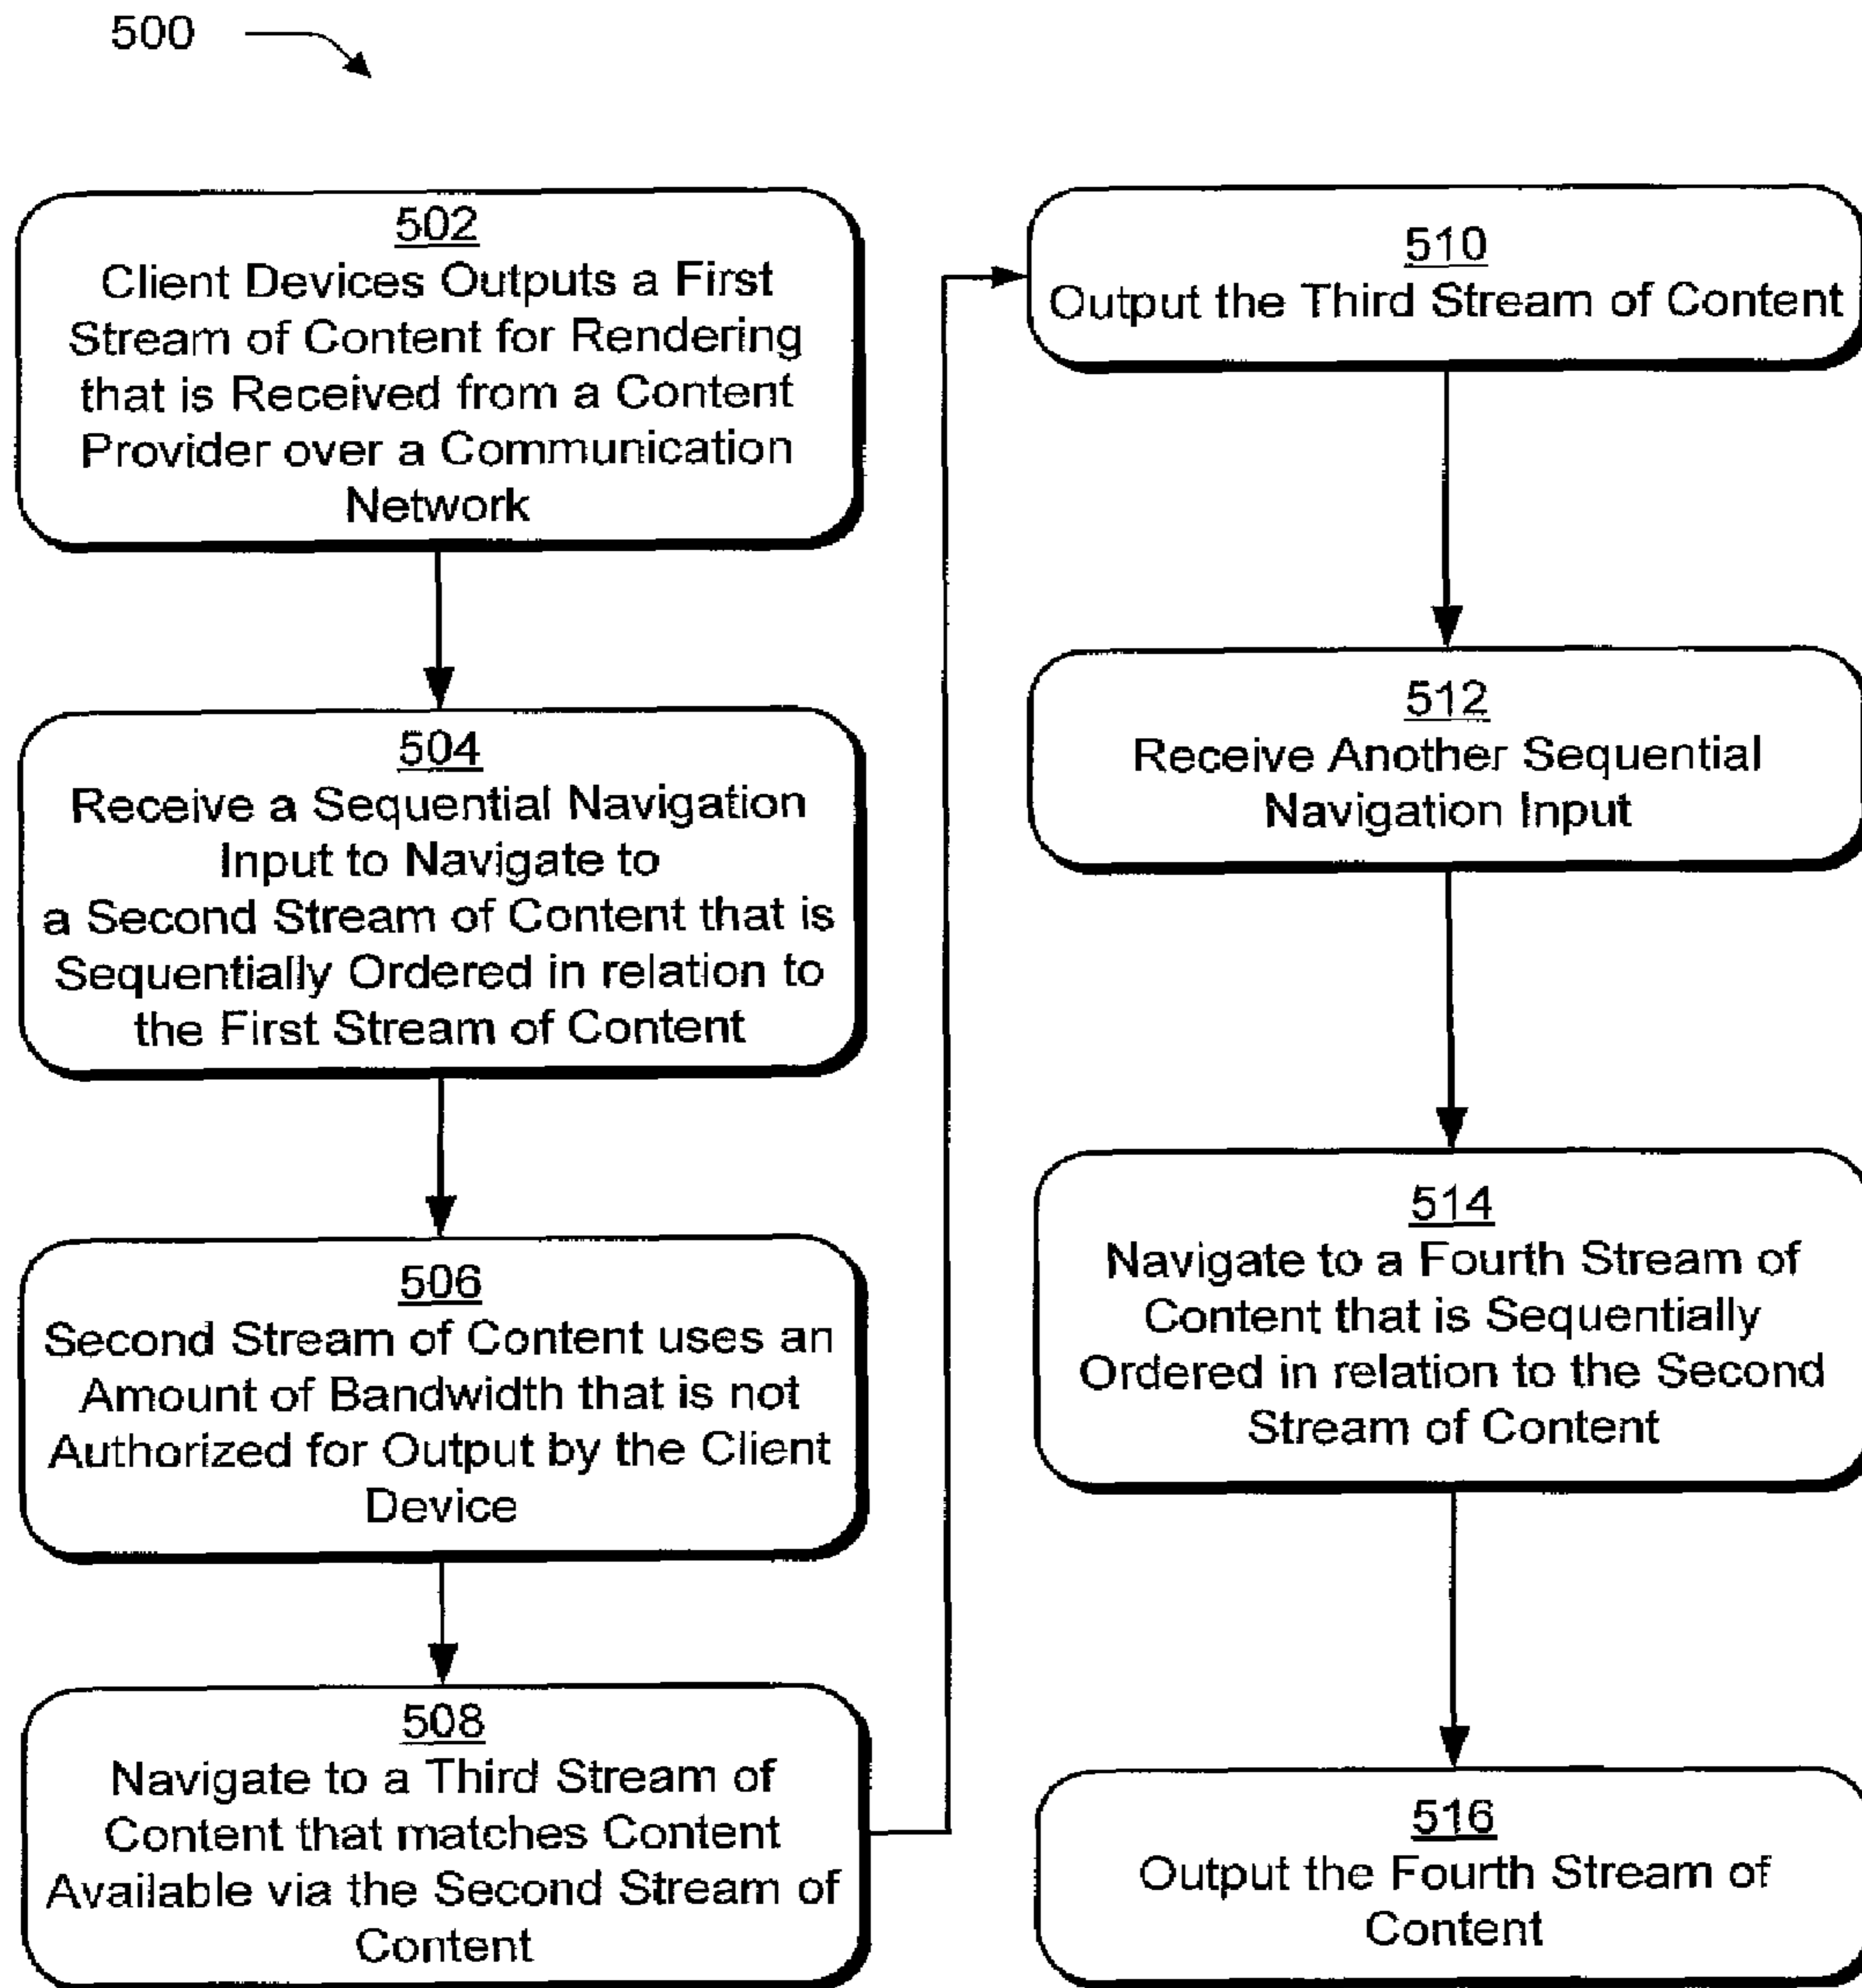 500
502
Client Devices Outputs a First
Stream of Content for Rendering
that is Received from a Content
Provider over a Communication
Network
504
Receive a Sequential Navigation
Input to Navigate to
a Second Stream of Content that is
Sequentially Ordered in relation to
the First Stream of Content
506
Second Stream of Content uses an
Amount of Bandwidth that is not
Authorized for Output by the Client
Device
508
Navigate to a Third Stream of
Content that matches Content
Available via the Second Stream of
Content
510
Output the Third Stream of Content
512
Receive Another Sequential
Navigation Input
514
Navigate to a Fourth Stream of
Content that is Sequentially
Ordered in relation to the Second
Stream of Content
516
Output the Fourth Stream of
Content